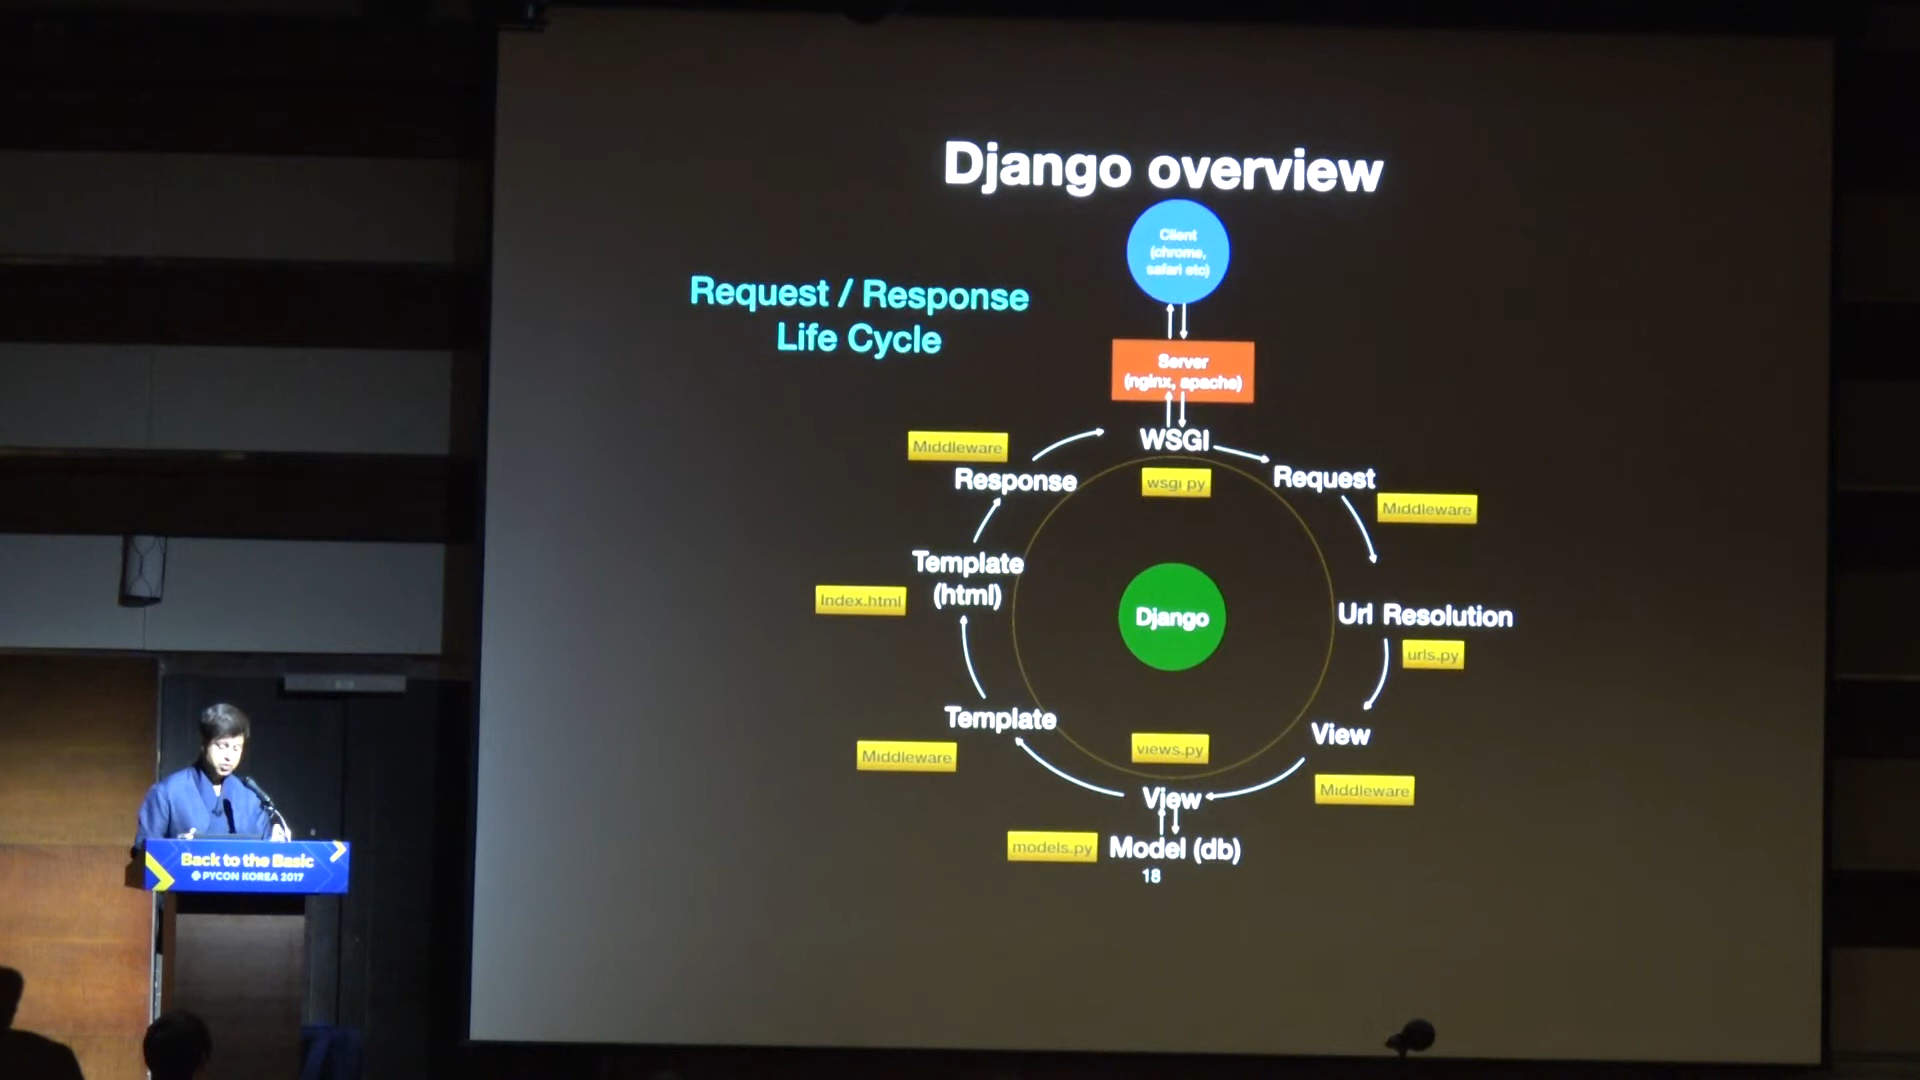 Django overview
Client
(chrome,
safari etc)
Request / Response
Life Cycle
Server
(nginx, apache)
WSGI
wsgi.py
Middleware
Response
Request
Middleware
Template
(html)
Index.html
Django
Url Resolution
urls.py
Template
Middleware
views.py
View
View
Middleware
models.py
Model (db)
18
Back to the Basic
PYCON KOREA 2017